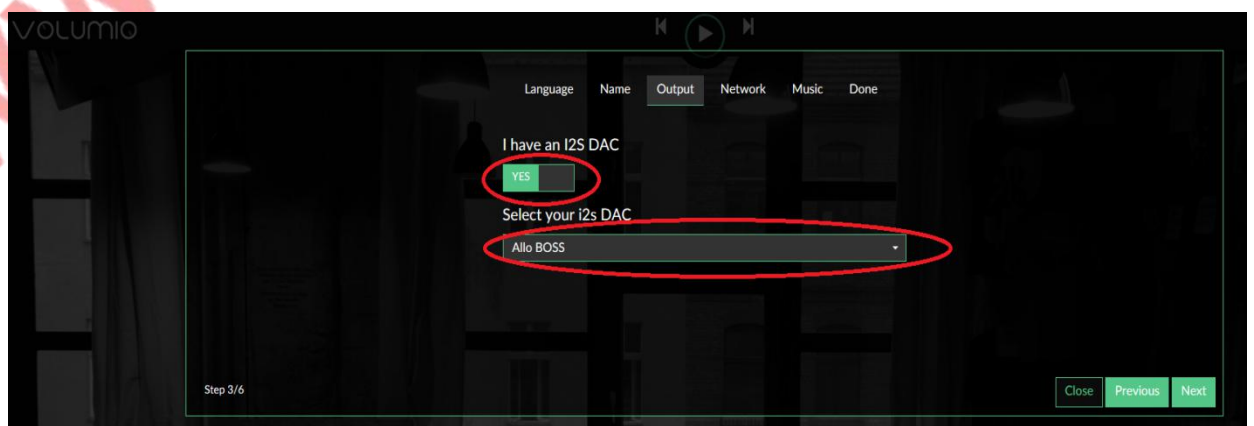 VOLUMIO
Language Name Output Network Music Done
I have an I2S DAC
YES
Select your i2s DAC
Allo BOSS
Step 3/6
Close Previous Next